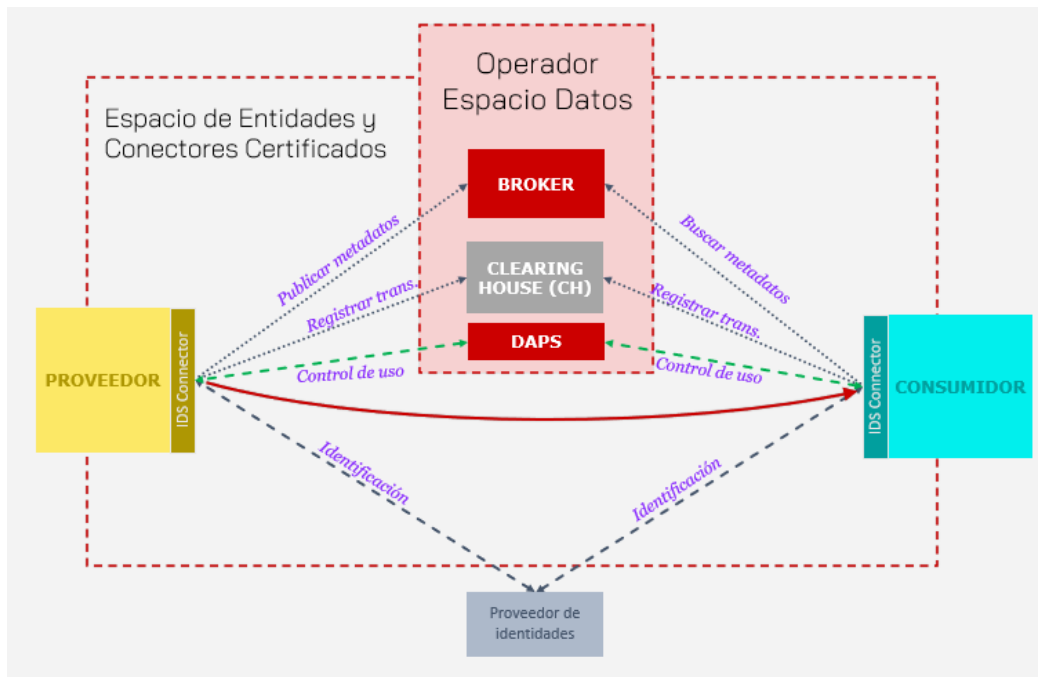 Operador
Espacio Datos
Espacio de Entidades y
Conectores Certificados
BROKER
Publicar metadatos
Buscar metadatos
CLEARING
HOUSE (CH)
Registrar trans.
Registrar trans.
DAPS
Control de uso
Control de uso
PROVEEDOR
IDS Connector
IDS Connector
CONSUMIDOR
Identificación
Identificación
Proveedor de
identidades